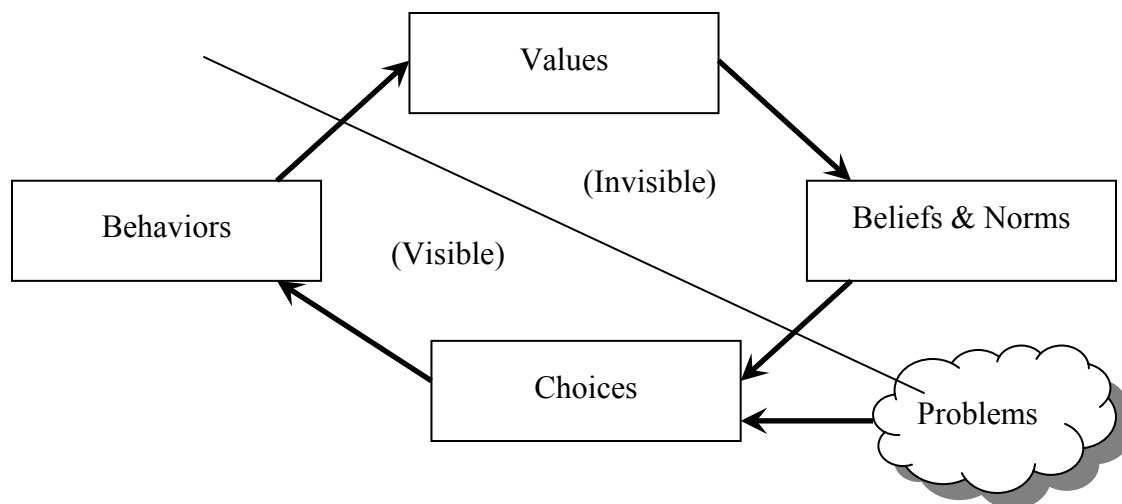 Values
(Invisible)
Beliefs & Norms
Behaviors
(Visible)
Choices
Problems